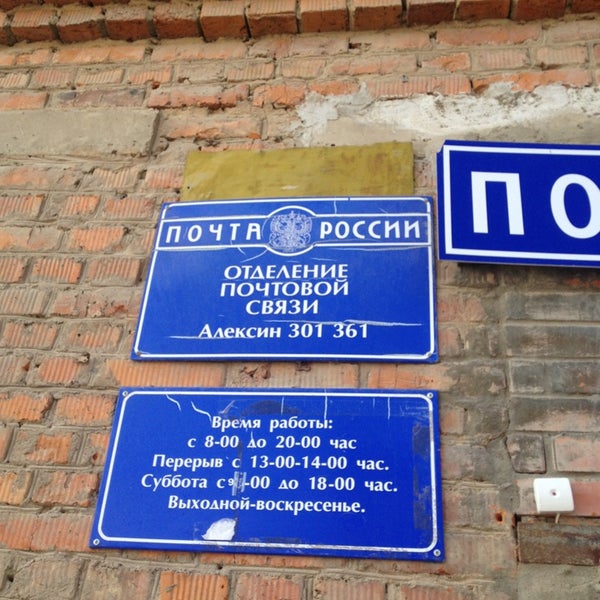 ПОЧТА РОССИИ
ОТДЕЛЕНИЕ
ПОЧТОВОЙ
СВЯЗИ
Алексин 301 361
ПО
Время работы:
с 8-00 до 20-00 час
Перерыв с 13-00-14-00 час.
Суббота с 9-00 до 18-00 час.
Выходной-воскресенье.